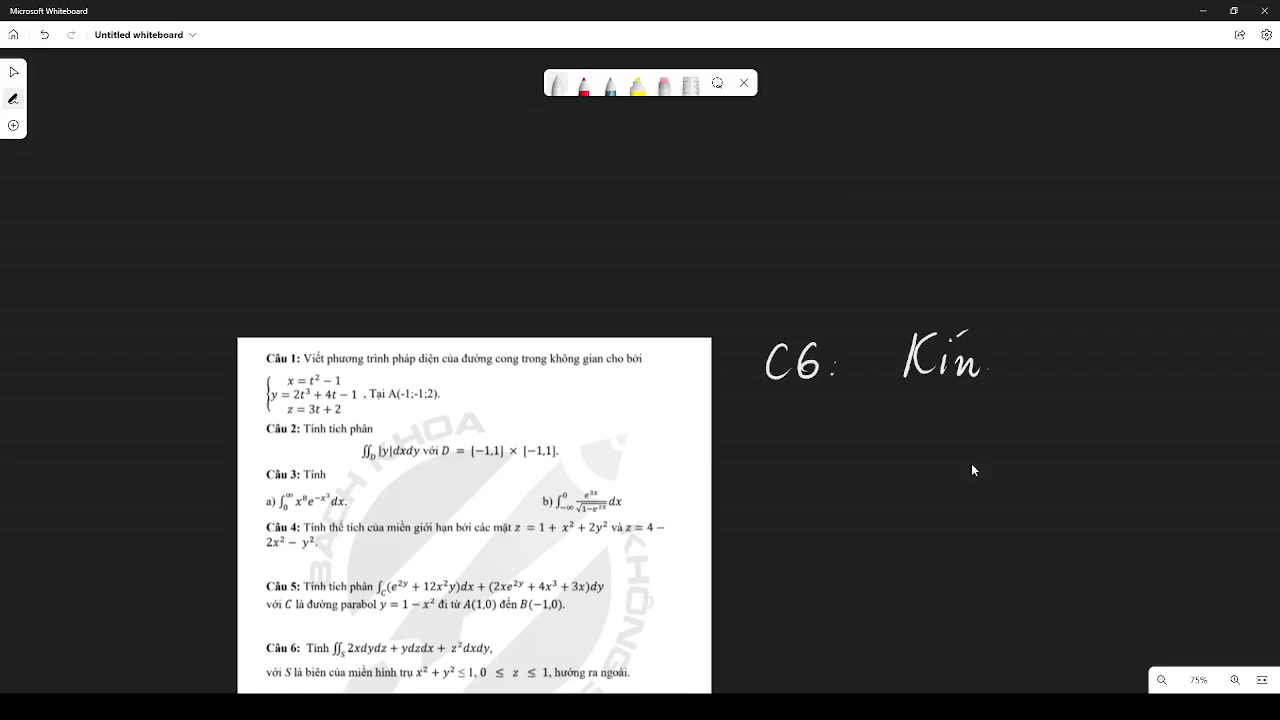 Microsoft Whiteboard
Untitled whiteboard
Câu 1: Viết phương trình pháp diện của đường cong trong không gian cho bởi
x = t² − 1
y = 2t³ + 4t − 1 , Tại A(-1;-1;2).
z = 3t + 2
Câu 2: Tính tích phân
∬_D |y|dxdy với D = [−1,1] × [−1,1].
Câu 3: Tính
a) ∫₀^∞ x⁸e^(−x³)dx. b) ∫_(−∞)^0 e^(3x)/√(1−e^(2x)) dx
Câu 4: Tính thể tích của miền giới hạn bởi các mặt z = 1 + x² + 2y² và z = 4 −
2x² − y².
Câu 5: Tính tích phân ∫_C(e^(2y) + 12x²y)dx + (2xe^(2y) + 4x³ + 3x)dy
với C là đường parabol y = 1 − x² đi từ A(1,0) đến B(−1,0).
Câu 6: Tính ∬_S 2xdydz + ydzdx + z²dxdy,
với S là biên của miền hình trụ x² + y² ≤ 1, 0 ≤ z ≤ 1, hướng ra ngoài.
C6: Kín
BÁCH KHOA
KHÔNG
75%